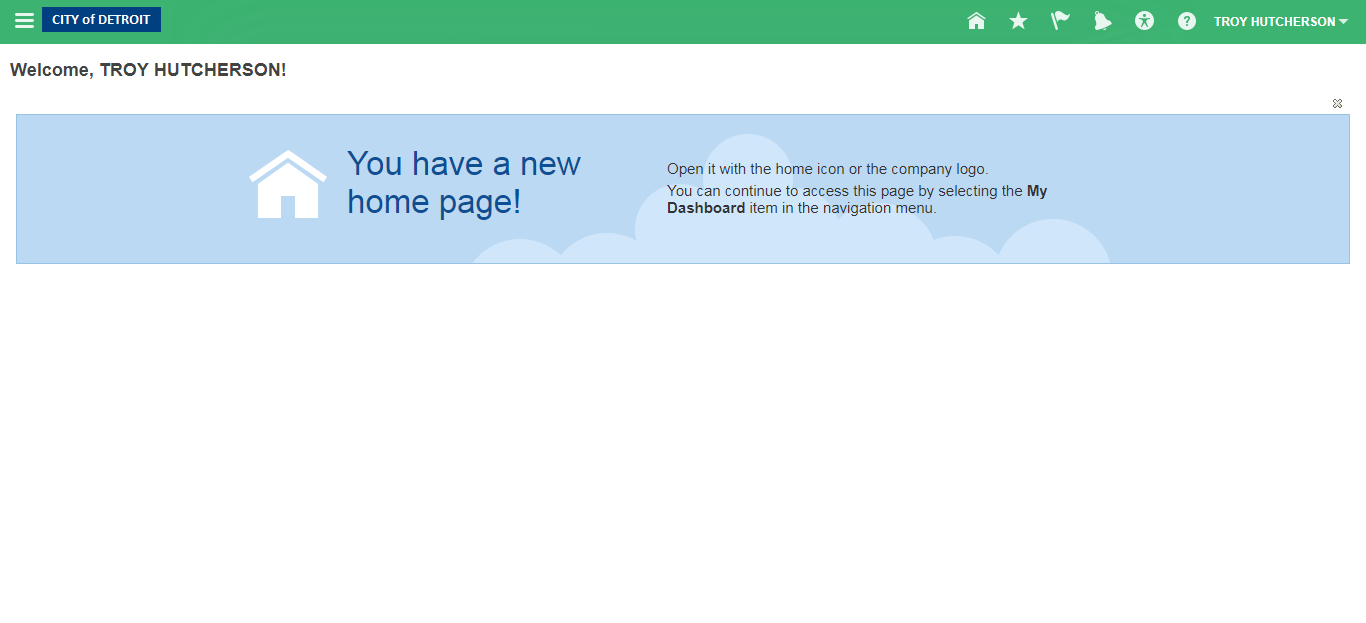 CITY of DETROIT
TROY HUTCHERSON
Welcome, TROY HUTCHERSON!
You have a new
home page!
Open it with the home icon or the company logo.
You can continue to access this page by selecting the My
Dashboard item in the navigation menu.